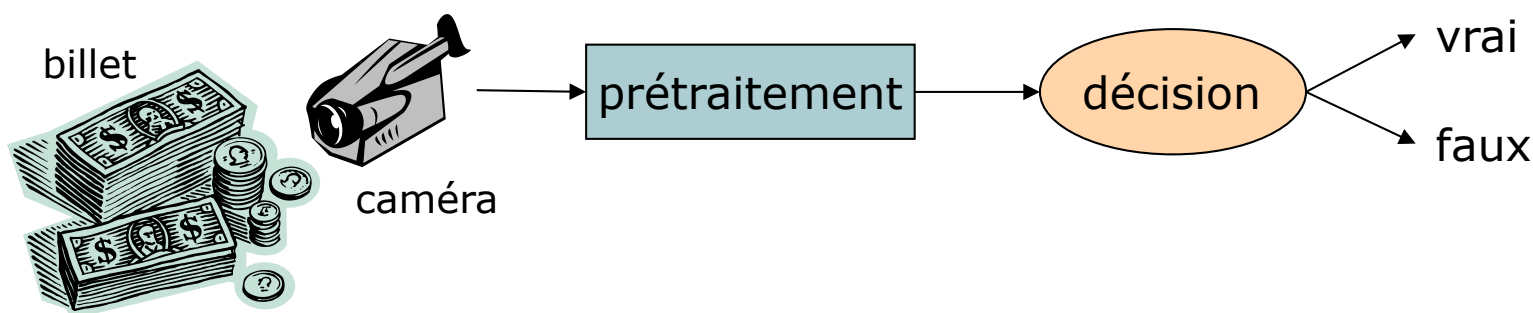 billet
caméra
prétraitement
décision
vrai
faux
$
$
$
$